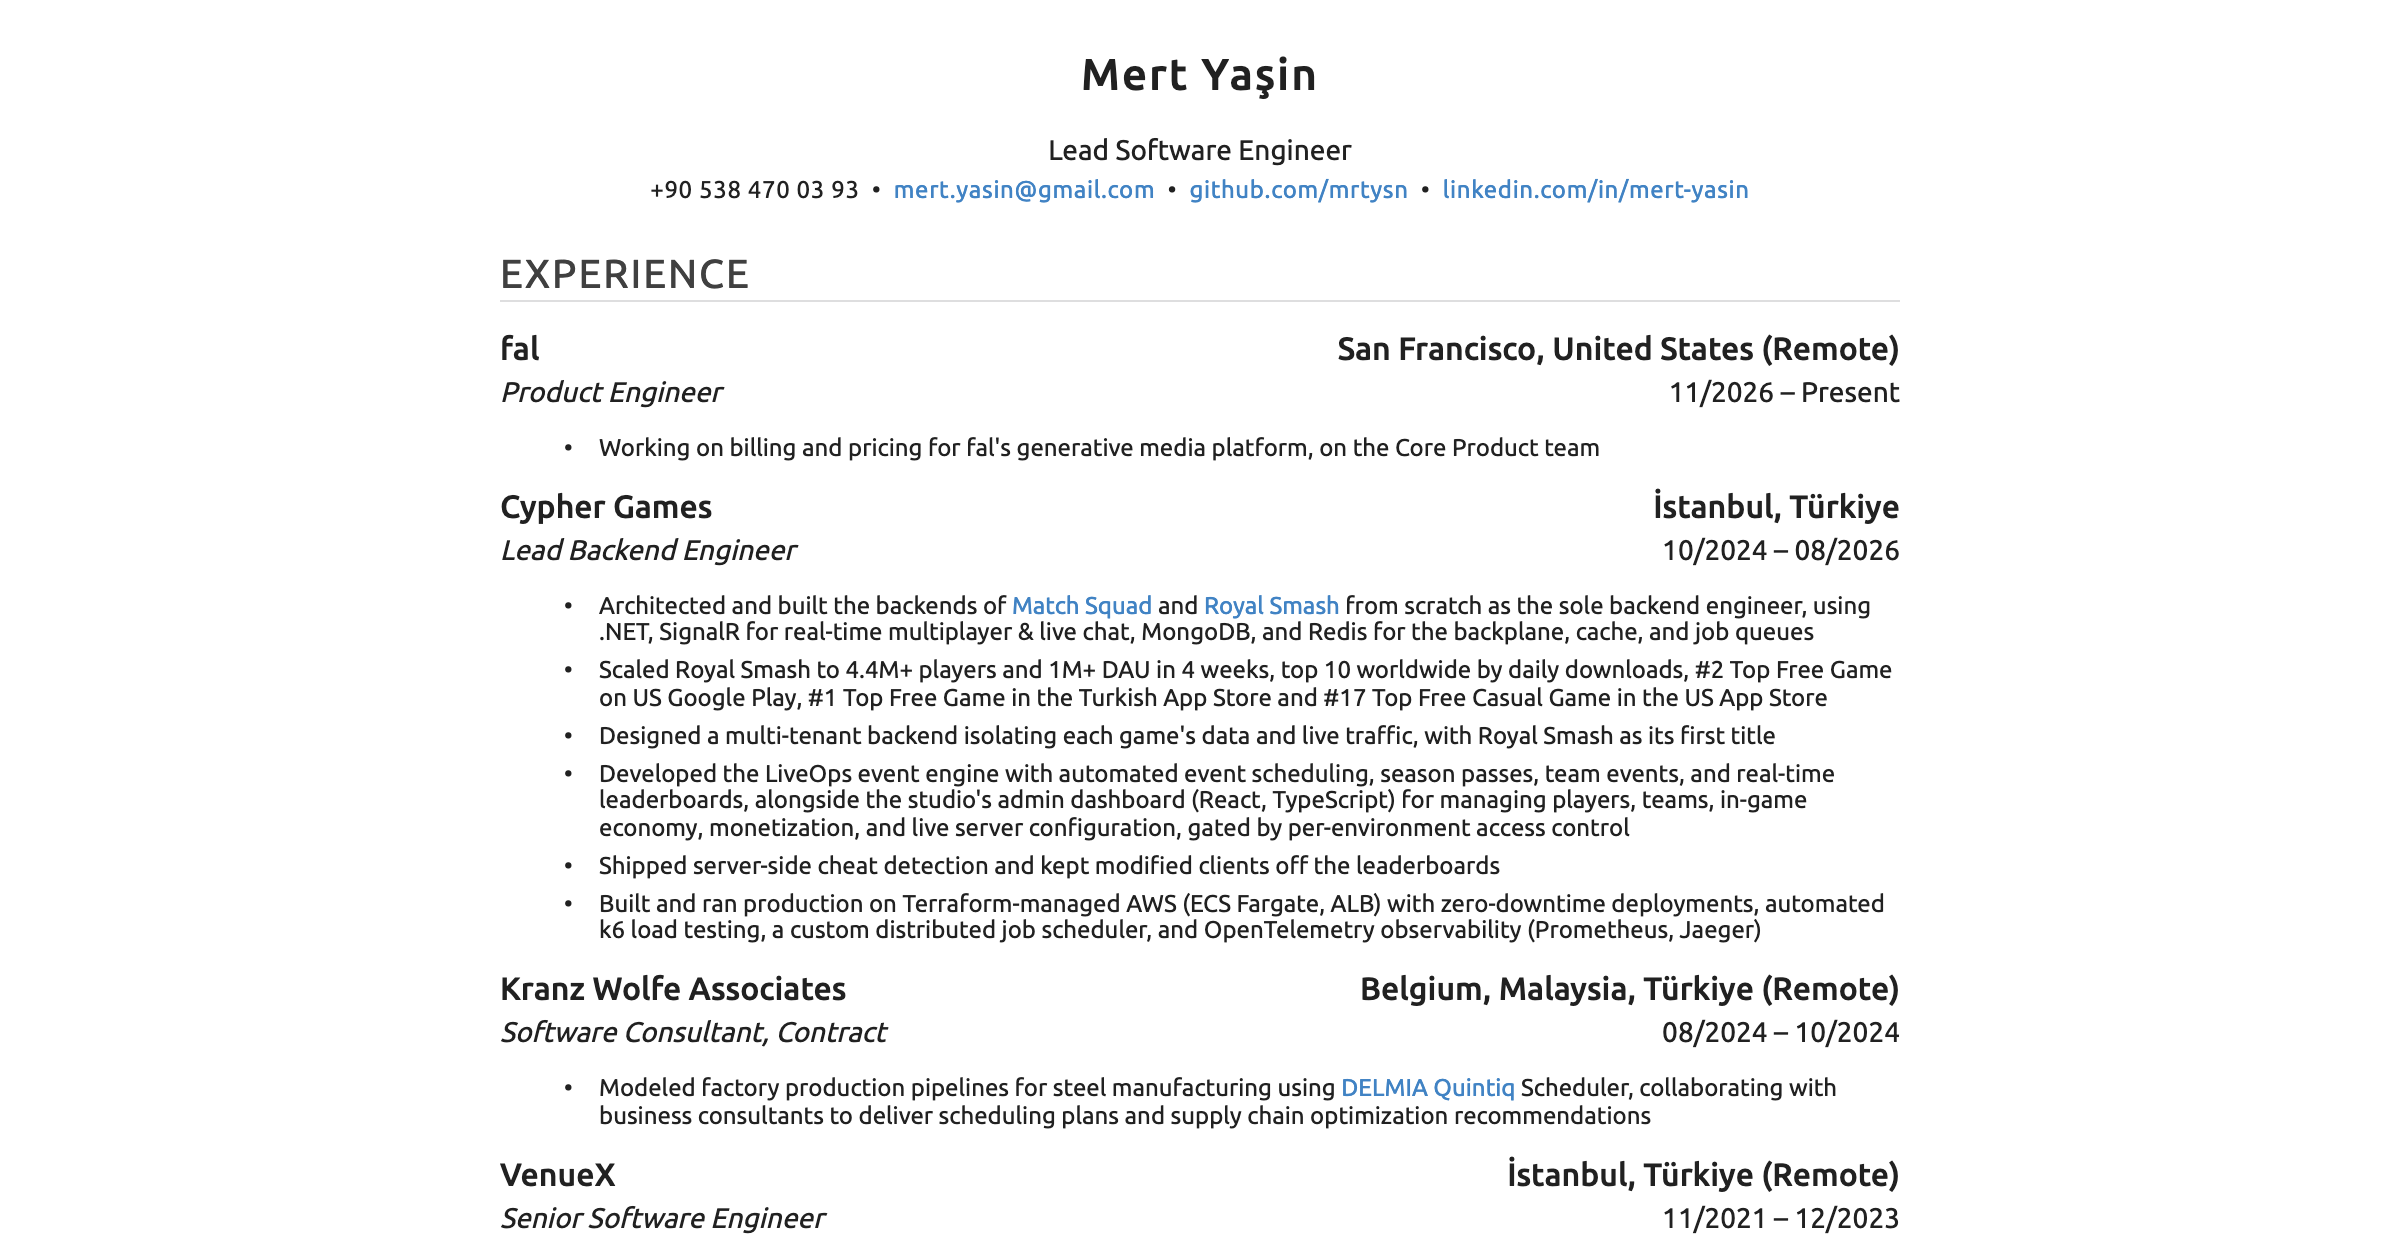 Mert Yaşin
Lead Software Engineer
+90 538 470 03 93 • mert.yasin@gmail.com • github.com/mrtysn • linkedin.com/in/mert-yasin
EXPERIENCE
fal San Francisco, United States (Remote)
Product Engineer 11/2026 – Present
• Working on billing and pricing for fal's generative media platform, on the Core Product team
Cypher Games İstanbul, Türkiye
Lead Backend Engineer 10/2024 – 08/2026
• Architected and built the backends of Match Squad and Royal Smash from scratch as the sole backend engineer, using
.NET, SignalR for real-time multiplayer & live chat, MongoDB, and Redis for the backplane, cache, and job queues
• Scaled Royal Smash to 4.4M+ players and 1M+ DAU in 4 weeks, top 10 worldwide by daily downloads, #2 Top Free Game
on US Google Play, #1 Top Free Game in the Turkish App Store and #17 Top Free Casual Game in the US App Store
• Designed a multi-tenant backend isolating each game's data and live traffic, with Royal Smash as its first title
• Developed the LiveOps event engine with automated event scheduling, season passes, team events, and real-time
leaderboards, alongside the studio's admin dashboard (React, TypeScript) for managing players, teams, in-game
economy, monetization, and live server configuration, gated by per-environment access control
• Shipped server-side cheat detection and kept modified clients off the leaderboards
• Built and ran production on Terraform-managed AWS (ECS Fargate, ALB) with zero-downtime deployments, automated
k6 load testing, a custom distributed job scheduler, and OpenTelemetry observability (Prometheus, Jaeger)
Kranz Wolfe Associates Belgium, Malaysia, Türkiye (Remote)
Software Consultant, Contract 08/2024 – 10/2024
• Modeled factory production pipelines for steel manufacturing using DELMIA Quintiq Scheduler, collaborating with
business consultants to deliver scheduling plans and supply chain optimization recommendations
VenueX İstanbul, Türkiye (Remote)
Senior Software Engineer 11/2021 – 12/2023